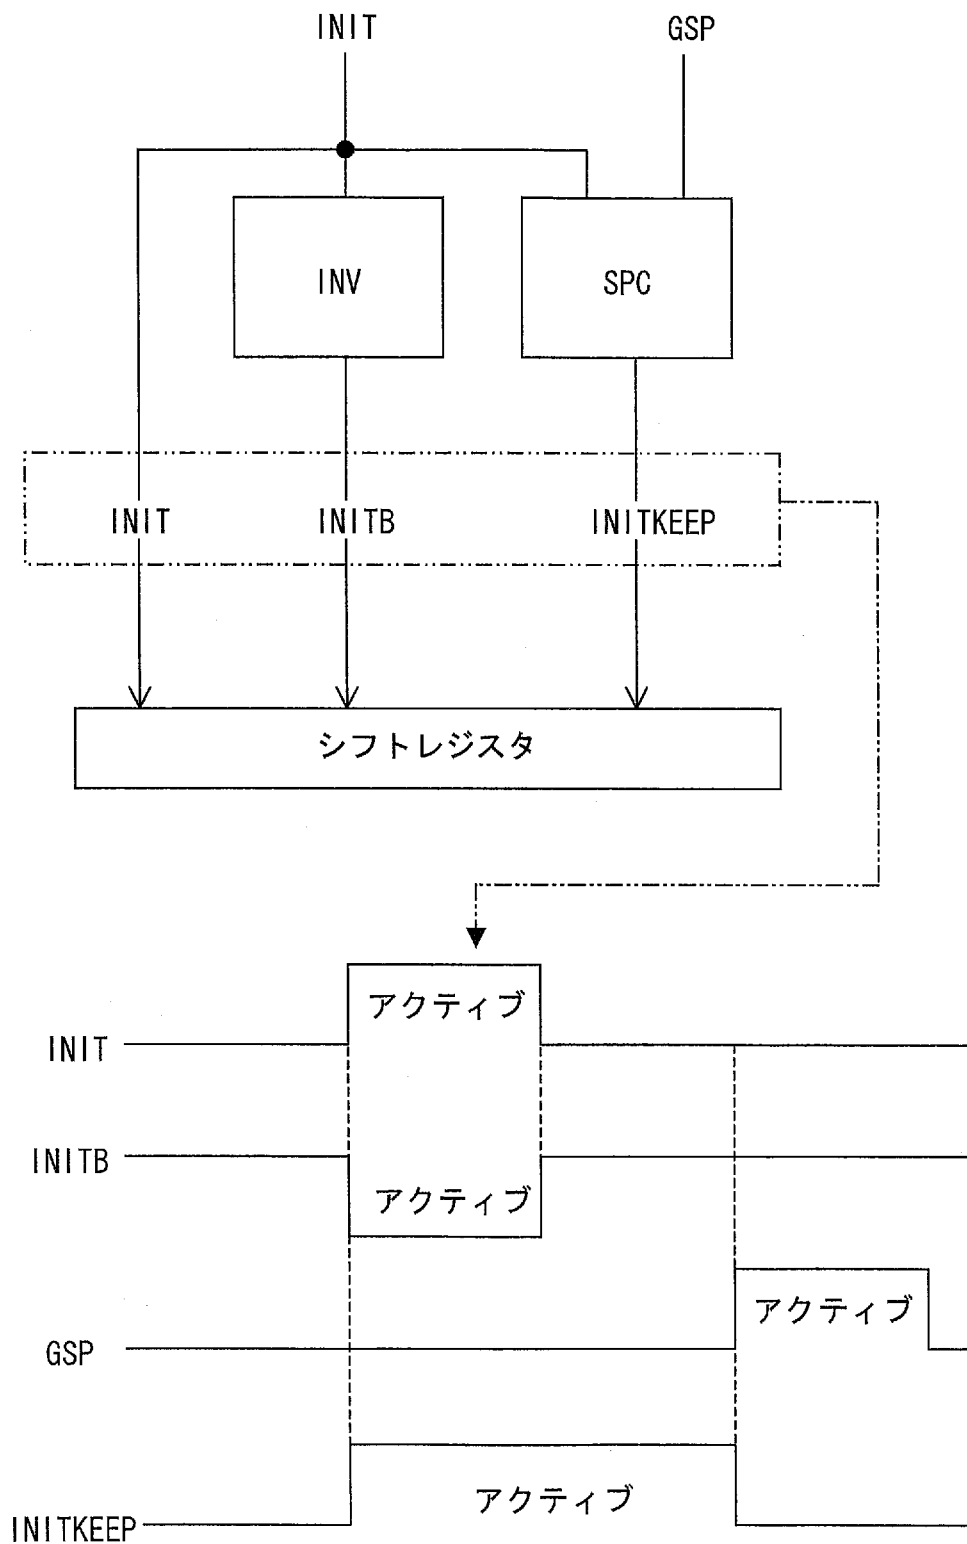 INIT GSP
INV SPC
INIT INITB INITKEEP
シフトレジスタ
アクティブ
INIT
INITB
アクティブ
アクティブ
GSP
アクティブ
INITKEEP